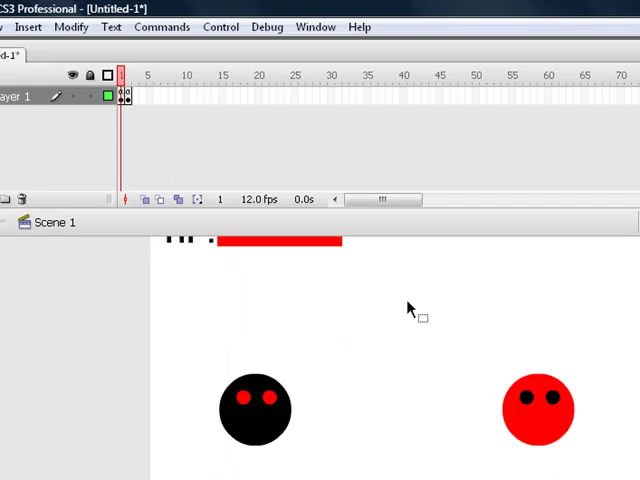 CS3 Professional - [Untitled-1*]
Insert Modify Text Commands Control Debug Window Help
ed-1*
1 5 10 15 20 25 30 35 40 45 50 55 60 65 70
ayer 1
1 12.0 fps 0.0s
Scene 1